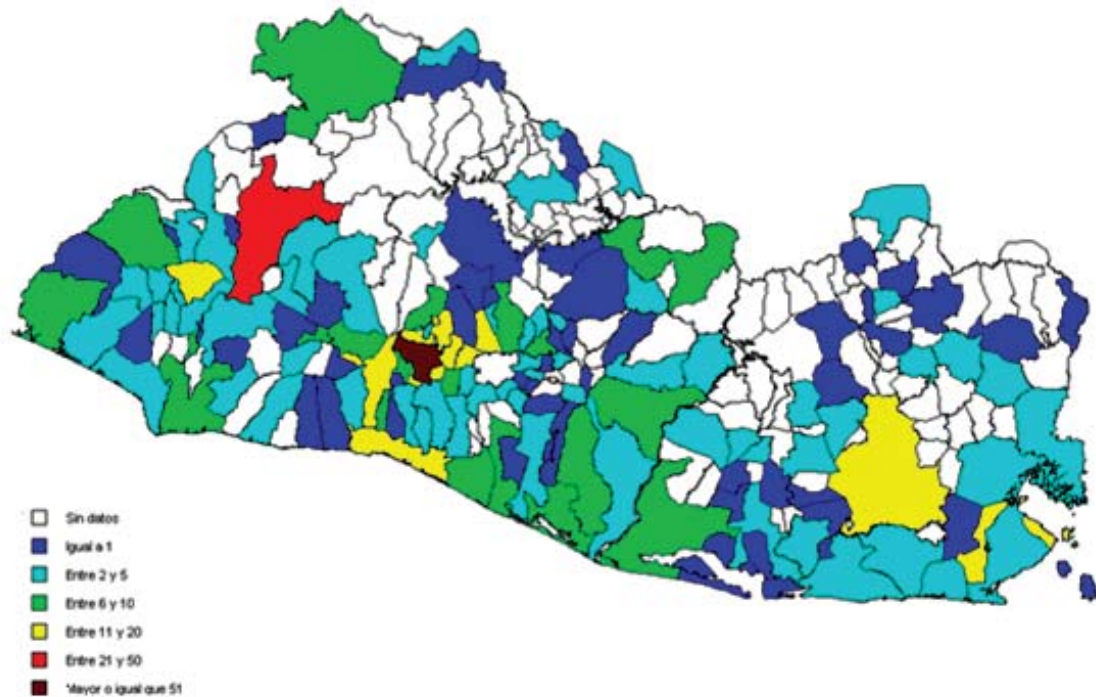 Sin datos
Igual a 1
Entre 2 y 5
Entre 6 y 10
Entre 11 y 20
Entre 21 y 50
Mayor o igual que 51